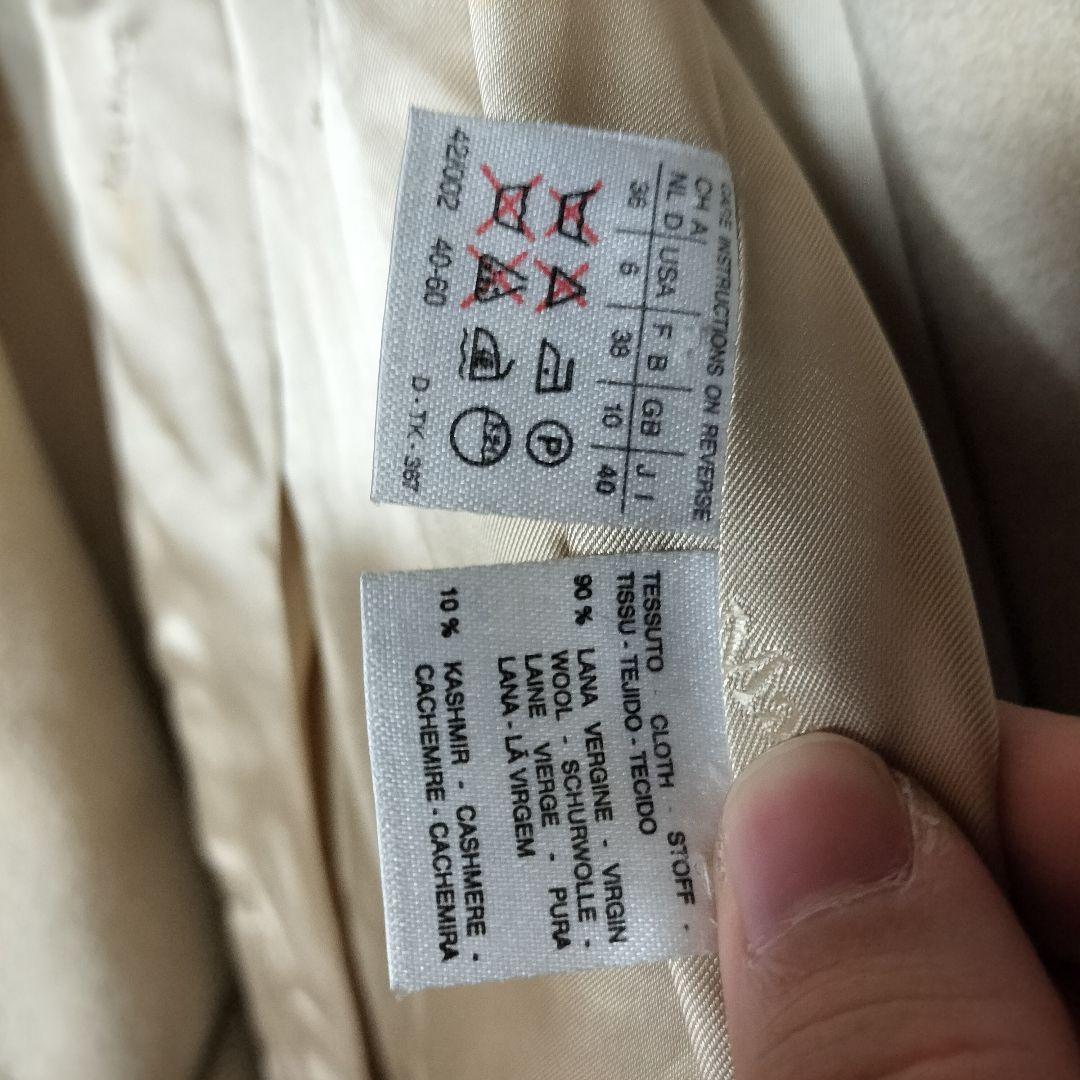 CARE INSTRUCTIONS ON REVERSE
CH A
NL D USA F B GB J I
36 6 38 10 40
P
422002 40-60
D-TK-367
TESSUTO - CLOTH - STOFF -
TISSU - TEJIDO - TECIDO
90 % LANA VERGINE - VIRGIN
WOOL - SCHURWOLLE -
LAINE VIERGE - PURA
LANA - LÃ VIRGEM
10 % KASHMIR - CASHMERE -
CACHEMIRE - CACHEMIRA